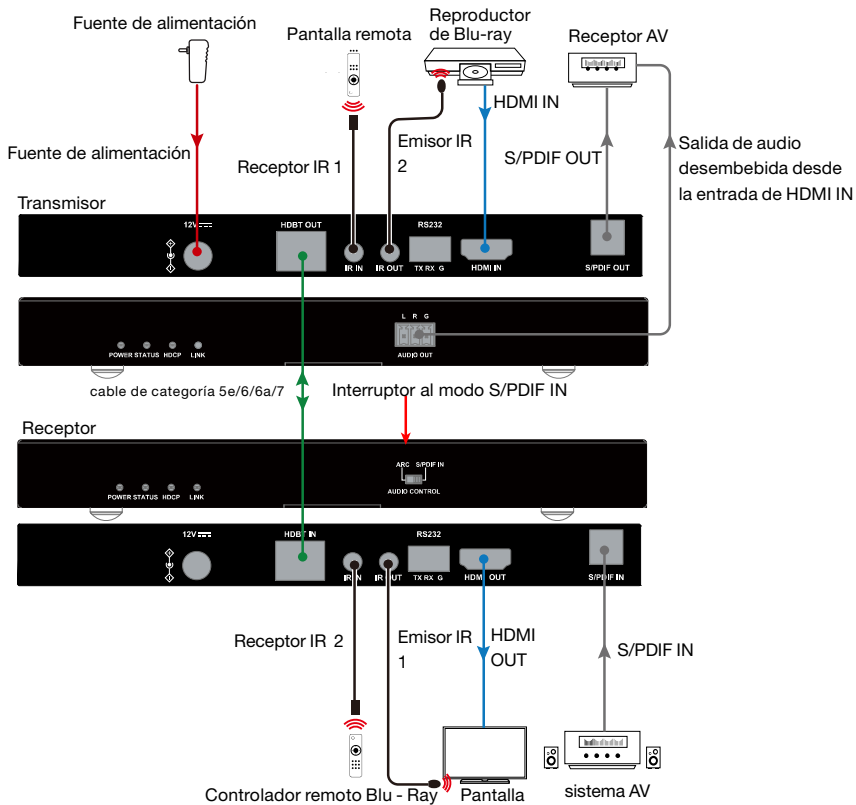 Fuente de alimentación
Pantalla remota
Reproductor
de Blu-ray
Receptor AV
HDMI IN
Fuente de alimentación
Receptor IR 1
Emisor IR
2
S/PDIF OUT
Salida de audio
desembebida desde
la entrada de HDMI IN
Transmisor
12V
HDBT OUT
RS232
IR IN
IR OUT
TX RX G
HDMI IN
S/PDIF OUT
L R G
POWER STATUS HDCP LINK
AUDIO OUT
cable de categoría 5e/6/6a/7
Interruptor al modo S/PDIF IN
Receptor
ARC S/PDIF IN
POWER STATUS HDCP LINK
AUDIO CONTROL
12V
HDBT IN
RS232
IR IN
IR OUT
TX RX G
HDMI OUT
S/PDIF IN
Receptor IR 2
Emisor IR
1
HDMI
OUT
S/PDIF IN
Controlador remoto Blu - Ray
Pantalla
sistema AV